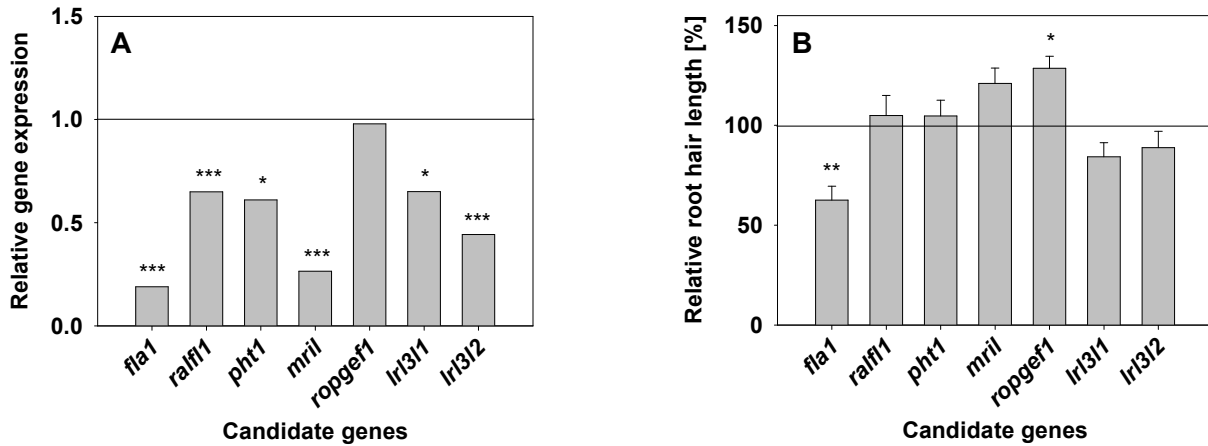 A
Relative gene expression
1.5
1.0
0.5
0.0
***
***
*
***
*
***
fla1
ralfl1
pht1
mril
ropgef1
lrl3l1
lrl3l2
Candidate genes
B
Relative root hair length [%]
150
100
50
0
**
*
fla1
ralfl1
pht1
mril
ropgef1
lrl3l1
lrl3l2
Candidate genes